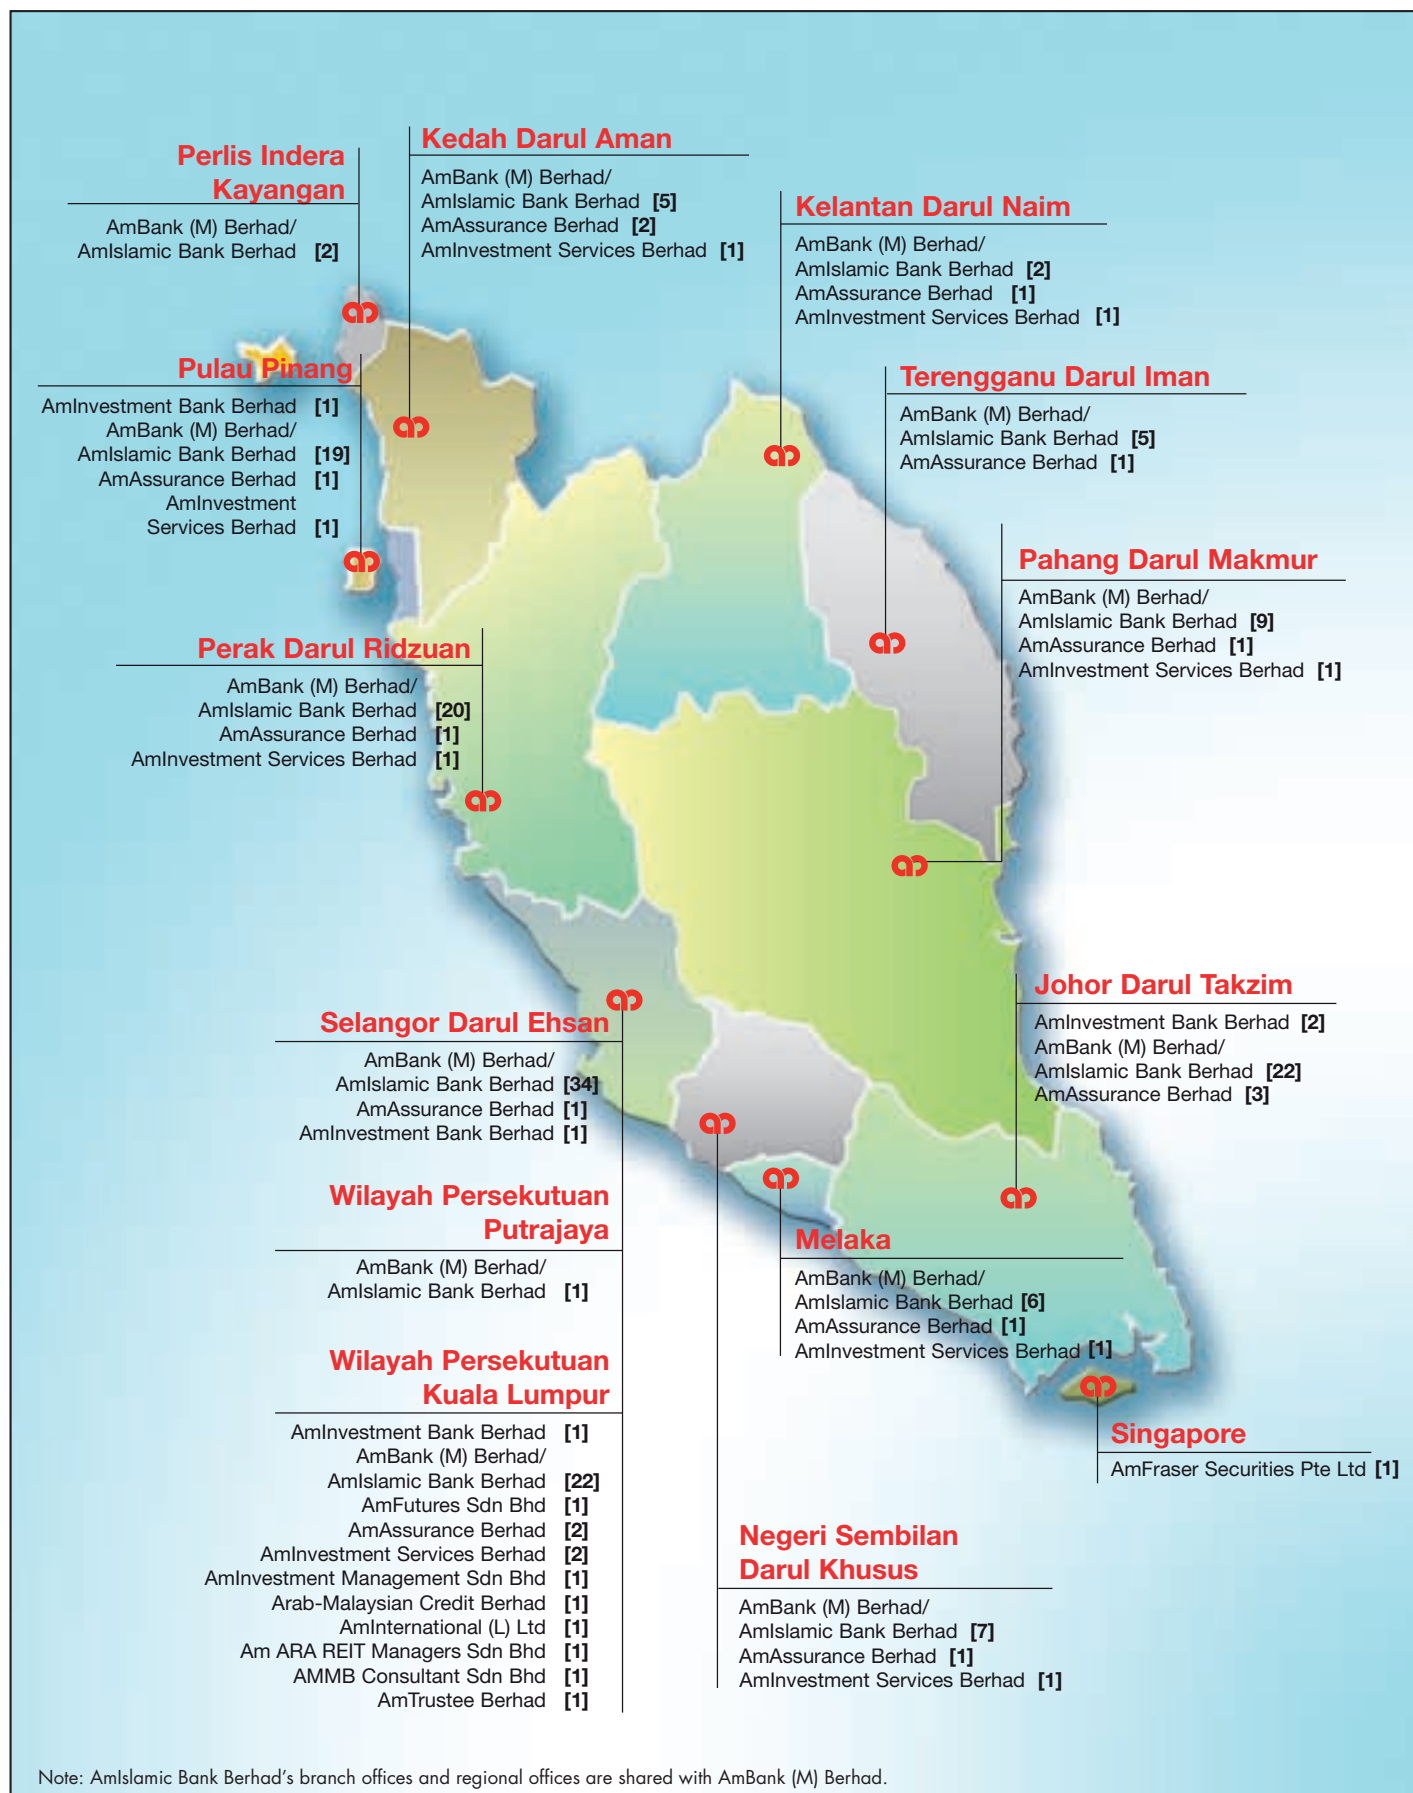 Perlis Indera
Kayangan
AmBank (M) Berhad/
AmIslamic Bank Berhad [2]
Kedah Darul Aman
AmBank (M) Berhad/
AmIslamic Bank Berhad [5]
AmAssurance Berhad [2]
AmInvestment Services Berhad [1]
Kelantan Darul Naim
AmBank (M) Berhad/
AmIslamic Bank Berhad [2]
AmAssurance Berhad [1]
AmInvestment Services Berhad [1]
Pulau Pinang
AmInvestment Bank Berhad [1]
AmBank (M) Berhad/
AmIslamic Bank Berhad [19]
AmAssurance Berhad [1]
AmInvestment
Services Berhad [1]
Terengganu Darul Iman
AmBank (M) Berhad/
AmIslamic Bank Berhad [5]
AmAssurance Berhad [1]
Pahang Darul Makmur
AmBank (M) Berhad/
AmIslamic Bank Berhad [9]
AmAssurance Berhad [1]
AmInvestment Services Berhad [1]
Perak Darul Ridzuan
AmBank (M) Berhad/
AmIslamic Bank Berhad [20]
AmAssurance Berhad [1]
AmInvestment Services Berhad [1]
Johor Darul Takzim
AmInvestment Bank Berhad [2]
AmBank (M) Berhad/
AmIslamic Bank Berhad [22]
AmAssurance Berhad [3]
Selangor Darul Ehsan
AmBank (M) Berhad/
AmIslamic Bank Berhad [34]
AmAssurance Berhad [1]
AmInvestment Bank Berhad [1]
Wilayah Persekutuan
Putrajaya
AmBank (M) Berhad/
AmIslamic Bank Berhad [1]
Melaka
AmBank (M) Berhad/
AmIslamic Bank Berhad [6]
AmAssurance Berhad [1]
AmInvestment Services Berhad [1]
Wilayah Persekutuan
Kuala Lumpur
AmInvestment Bank Berhad [1]
AmBank (M) Berhad/
AmIslamic Bank Berhad [22]
AmFutures Sdn Bhd [1]
AmAssurance Berhad [2]
AmInvestment Services Berhad [2]
AmInvestment Management Sdn Bhd [1]
Arab-Malaysian Credit Berhad [1]
AmInternational (L) Ltd [1]
Am ARA REIT Managers Sdn Bhd [1]
AMMB Consultant Sdn Bhd [1]
AmTrustee Berhad [1]
Singapore
AmFraser Securities Pte Ltd [1]
Negeri Sembilan
Darul Khusus
AmBank (M) Berhad/
AmIslamic Bank Berhad [7]
AmAssurance Berhad [1]
AmInvestment Services Berhad [1]
Note: AmIslamic Bank Berhad's branch offices and regional offices are shared with AmBank (M) Berhad.